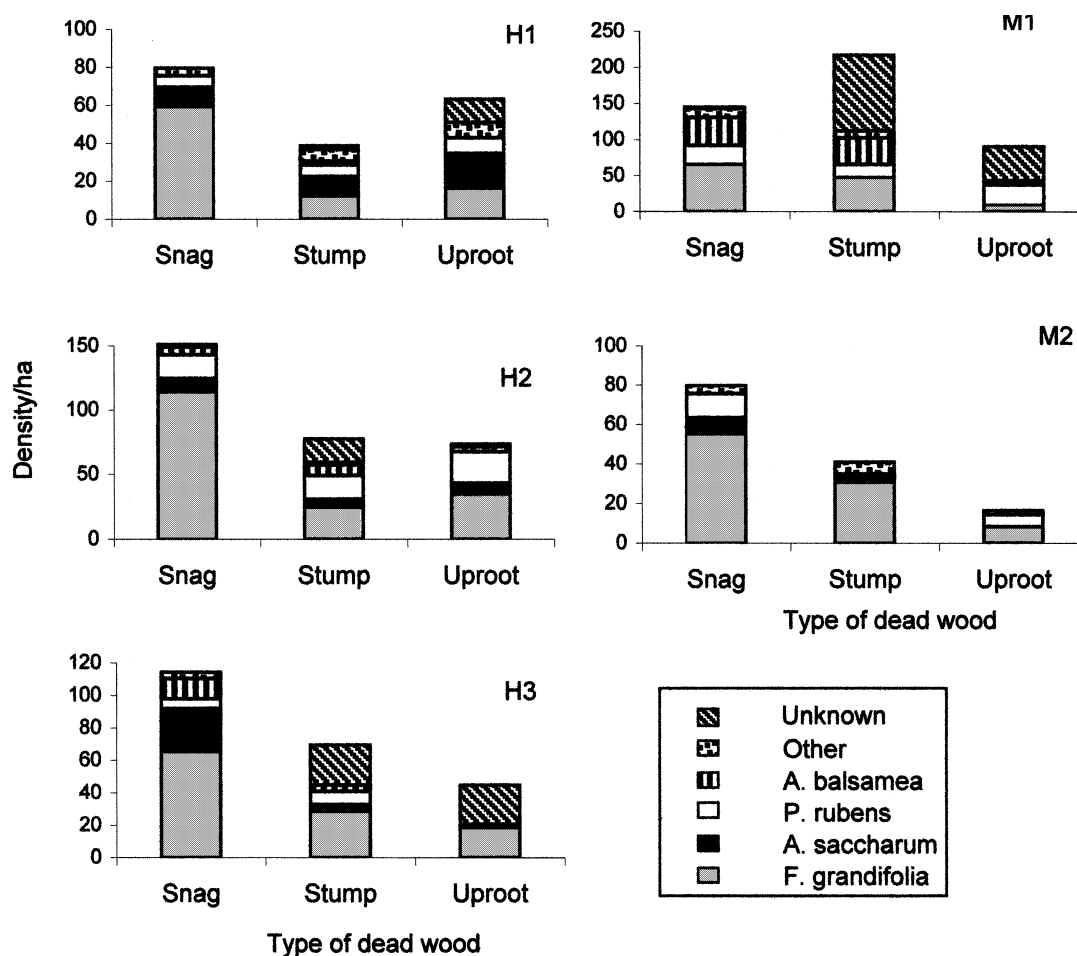 H1
100
80
60
40
20
0
Snag Stump Uproot
M1
250
200
150
100
50
0
Snag Stump Uproot
Density/ha
H2
150
100
50
0
Snag Stump Uproot
M2
100
80
60
40
20
0
Snag Stump Uproot
Type of dead wood
H3
120
100
80
60
40
20
0
Snag Stump Uproot
Type of dead wood
Unknown
Other
A. balsamea
P. rubens
A. saccharum
F. grandifolia